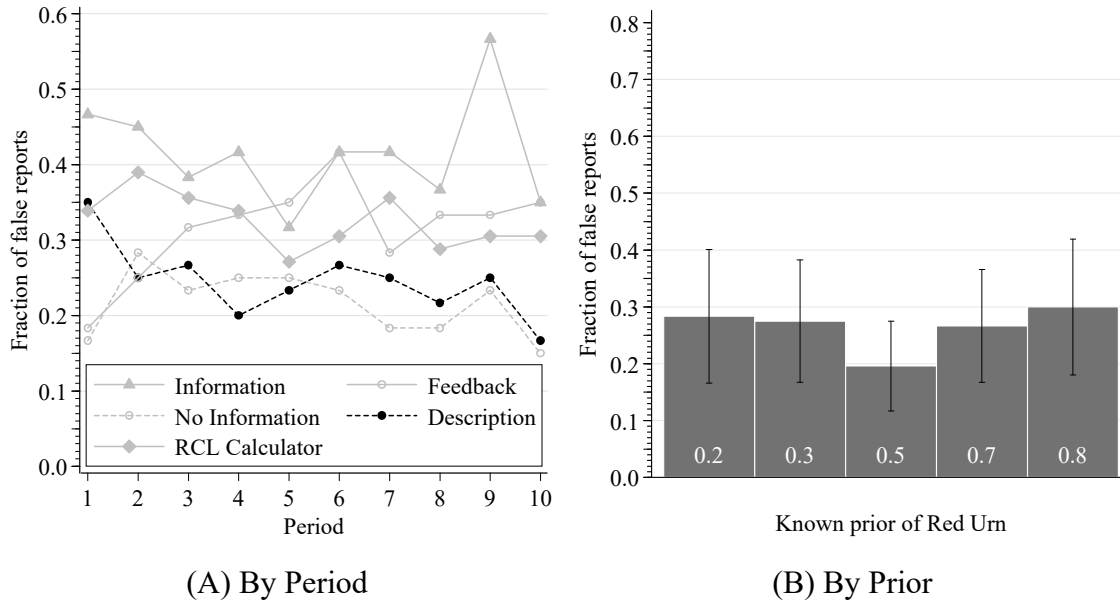 Fraction of false reports
0.6
0.5
0.4
0.3
0.2
0.1
0.0
Information
Feedback
No Information
Description
RCL Calculator
1 2 3 4 5 6 7 8 9 10
Period
(A) By Period
Fraction of false reports
0.8
0.7
0.6
0.5
0.4
0.3
0.2
0.1
0.0
0.2 0.3 0.5 0.7 0.8
Known prior of Red Urn
(B) By Prior